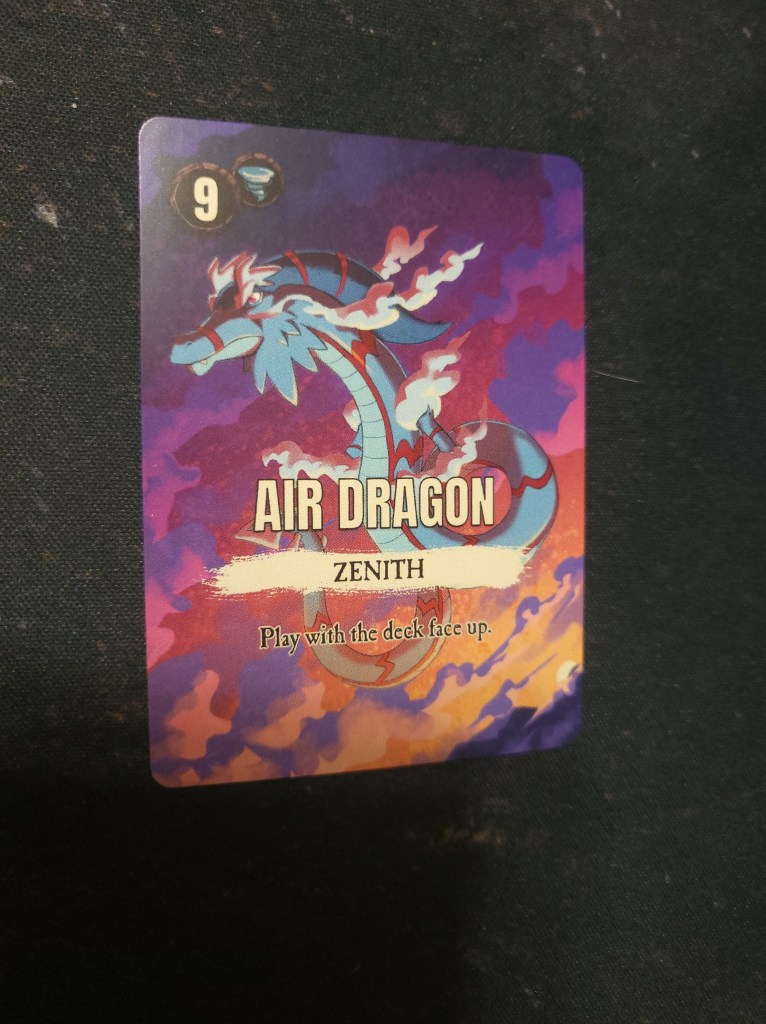 9
AIR DRAGON
ZENITH
Play with the deck face up.